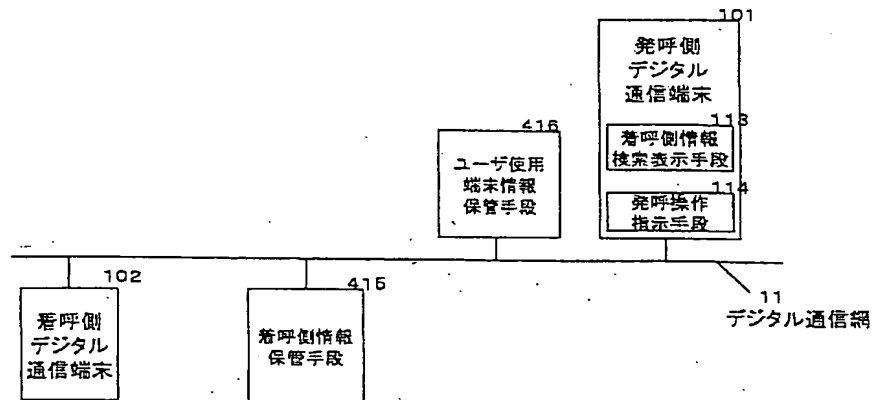 101
発呼側
デジタル
通信端末
113
着呼側情報
検索表示手段
114
発呼操作
指示手段
416
ユーザ使用
端末情報
保管手段
102
着呼側
デジタル
通信端末
415
着呼側情報
保管手段
11
デジタル通信網